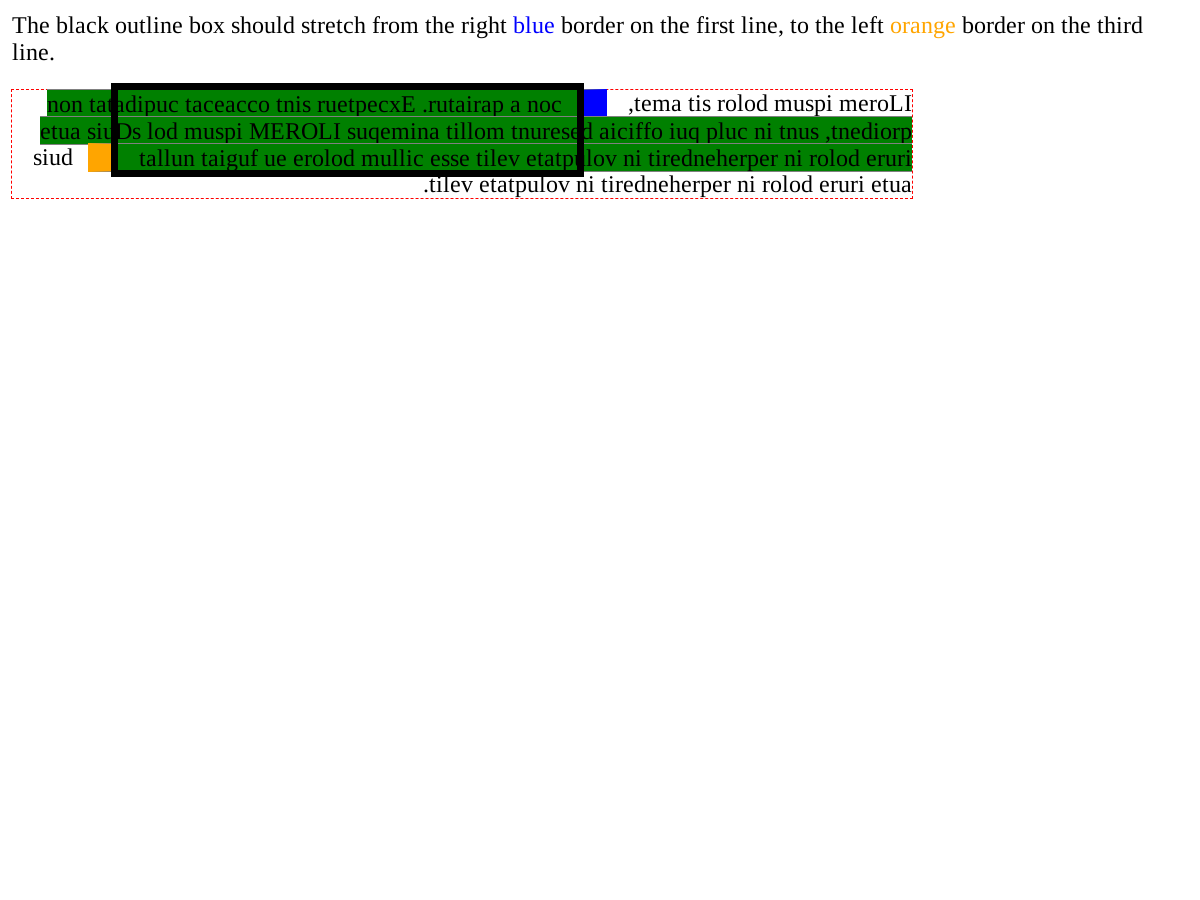 The black outline box should stretch from the right blue border on the first line, to the left orange border on the third
line.
non tatadipuc taceacco tnis ruetpecxE .rutairap a noc ,tema tis rolod muspi meroLI
etua siuDs lod muspi MEROLI suqemina tillom tnuresed aiciffo iuq pluc ni tnus ,tnediorp
siud tallun taiguf ue erolod mullic esse tilev etatpulov ni tiredneherper ni rolod eruri
.tilev etatpulov ni tiredneherper ni rolod eruri etua